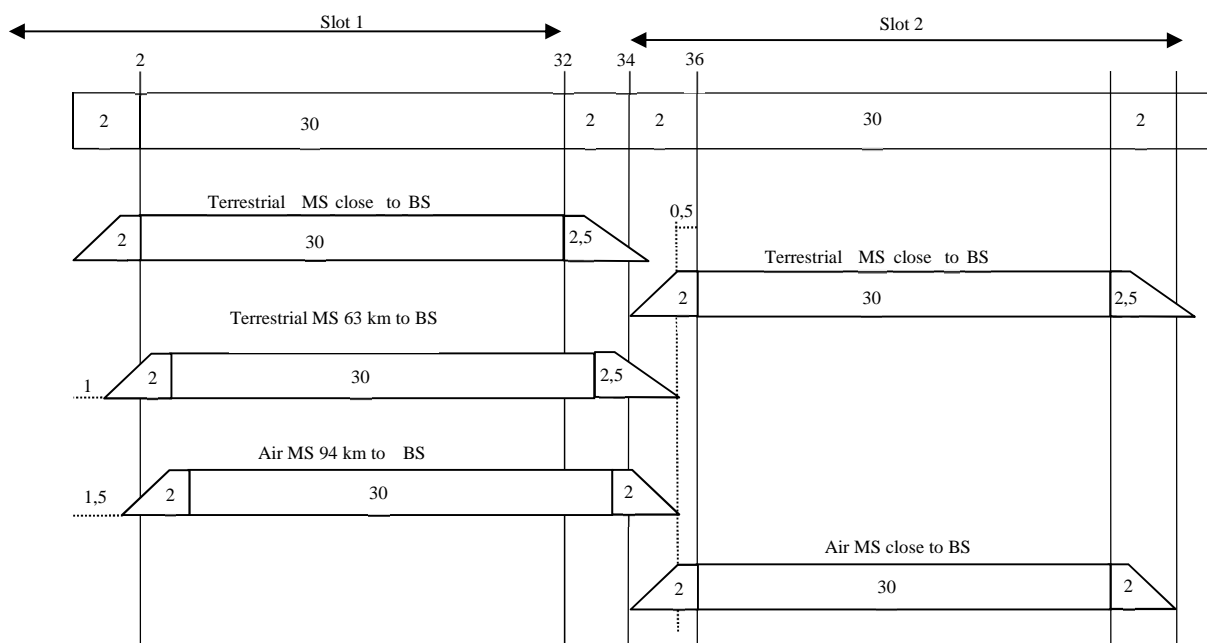 Slot 1
Slot 2
2 32 34 36
2 30 2 2 30 2
Terrestrial MS close to BS
2 30 2,5
0,5
Terrestrial MS close to BS
2 30 2,5
Terrestrial MS 63 km to BS
1 2 30 2,5
Air MS 94 km to BS
1,5 2 30 2
Air MS close to BS
2 30 2